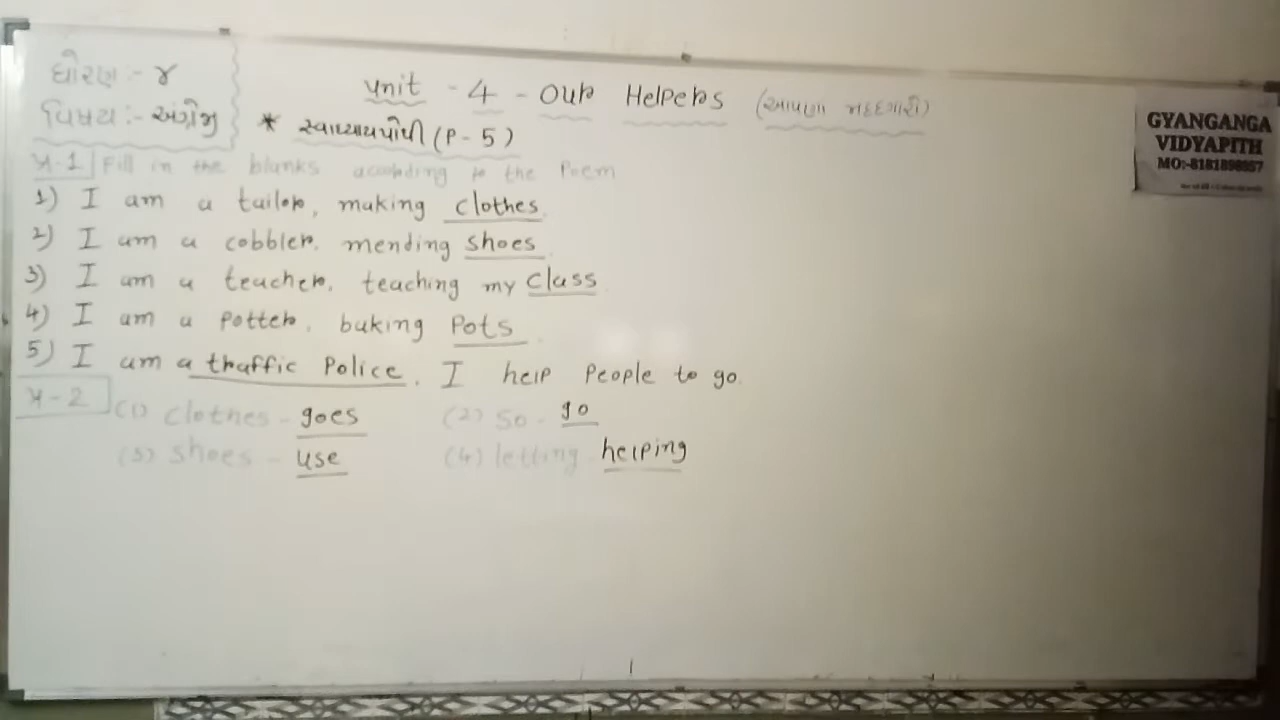 ધોરણ :- ૪
વિષય :- અંગ્રેજી
Unit - 4 - Our Helpers (આપણા મદદગારો)
* સ્વાધ્યાયપોથી (P - 5)
પ્ર-1 Fill in the blanks according to the Poem
1) I am a tailor, making clothes.
2) I am a cobbler. mending shoes.
3) I am a teacher, teaching my class
4) I am a potter, baking Pots.
5) I am a traffic Police. I help People to go.
પ્ર-2 (1) clothes - goes (2) So - go
(3) shoes - use (4) letting - helping
GYANGANGA
VIDYAPITH